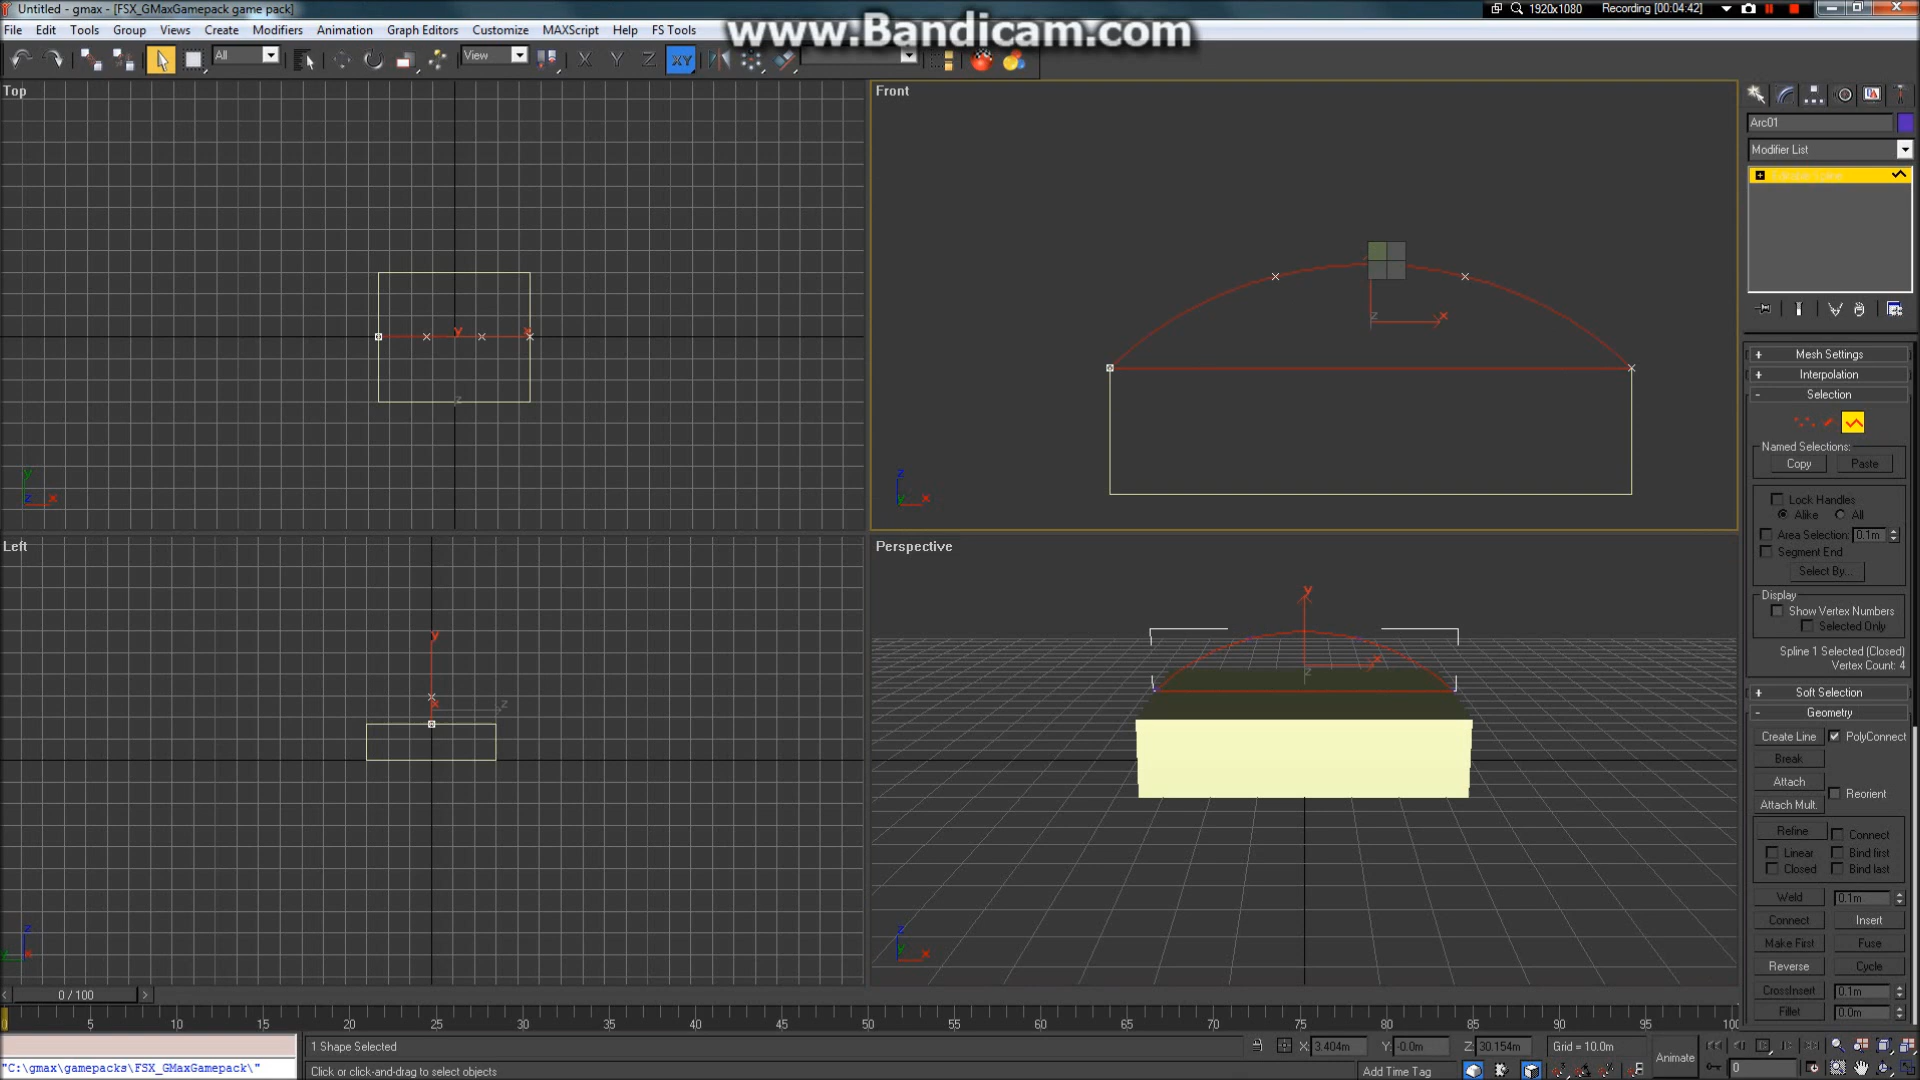 Untitled - gmax - [FSX_GMaxGamepack game pack]
www.Bandicam.com
1920x1080
Recording [00:04:42]
File Edit Tools Group Views Create Modifiers Animation Graph Editors Customize MAXScript Help FS Tools
All
View
X Y Z XY
Top
Front
Left
Perspective
Arc01
Modifier List
Editable Spline
+ Mesh Settings
+ Interpolation
- Selection
Named Selections:
Copy Paste
Lock Handles
Alike All
Area Selection: 0.1m
Segment End
Select By...
Display
Show Vertex Numbers
Selected Only
Spline 1 Selected (Closed)
Vertex Count: 4
+ Soft Selection
- Geometry
Create Line PolyConnect
Break
Attach
Reorient
Attach Mult.
Refine Connect
Linear Bind first
Closed Bind last
Weld 0.1m
Connect Insert
Make First Fuse
Reverse Cycle
CrossInsert 0.1m
Fillet 0.0m
0 / 100
5 10 15 20 25 30 35 40 45 50 55 60 65 70 75 80 85 90 95 100
1 Shape Selected
X: 3.404m Y: -0.0m Z: 30.154m Grid = 10.0m
Animate
"C:\gmax\gamepacks\FSX_GMaxGamepack\"
Click or click-and-drag to select objects
Add Time Tag
0